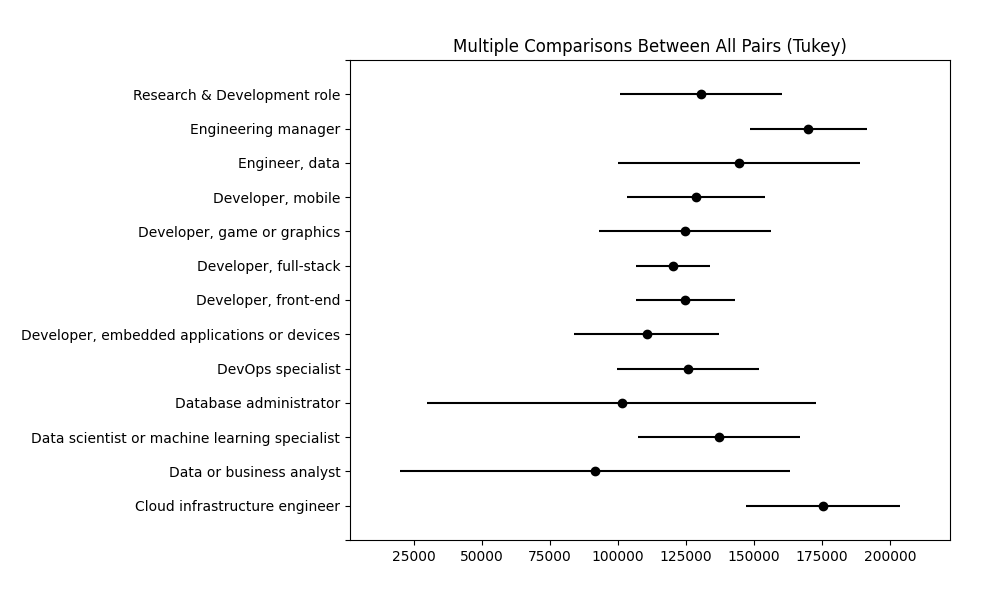 Multiple Comparisons Between All Pairs (Tukey)
Research & Development role
Engineering manager
Engineer, data
Developer, mobile
Developer, game or graphics
Developer, full-stack
Developer, front-end
Developer, embedded applications or devices
DevOps specialist
Database administrator
Data scientist or machine learning specialist
Data or business analyst
Cloud infrastructure engineer
25000 50000 75000 100000 125000 150000 175000 200000